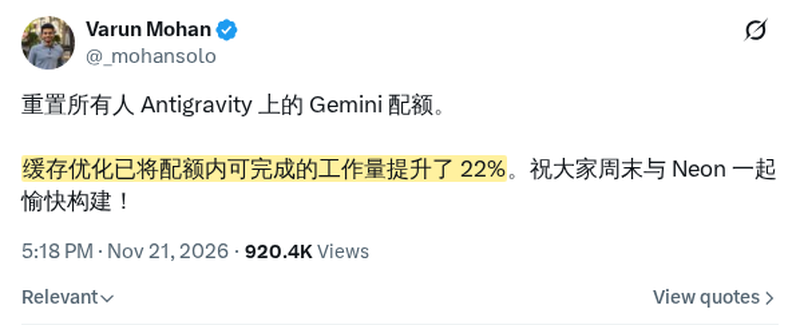 Varun Mohan
@_mohansolo
重置所有人 Antigravity 上的 Gemini 配额。
缓存优化已将配额内可完成的工作量提升了 22%。祝大家周末与 Neon 一起
愉快构建！
5:18 PM · Nov 21, 2026 · 920.4K Views
Relevant
View quotes